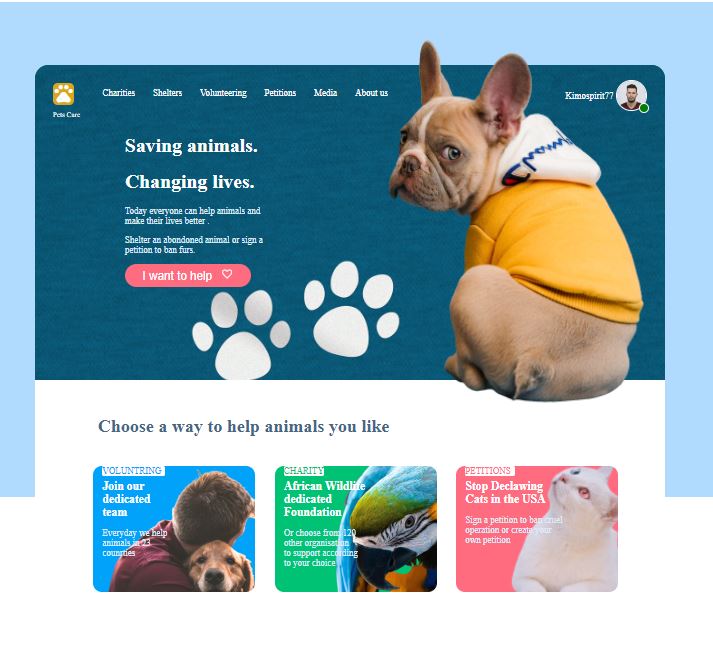 Charities Shelters Volunteering Petitions Media About us
Kimospirit77
Pets Care
Saving animals.
Changing lives.
Today everyone can help animals and
make their lives better .
Shelter an abondoned animal or sign a
petition to ban furs.
I want to help
Choose a way to help animals you like
VOLUNTRING
Join our
dedicated
team
Everyday we help
animals in 23
counsties
CHARITY
African Wildlife
dedicated
Foundation
Or choose from 120
other organisation
to support according
to your choice
PETITIONS
Stop Declawing
Cats in the USA
Sign a petition to ban cruel
operation or create your
own petition